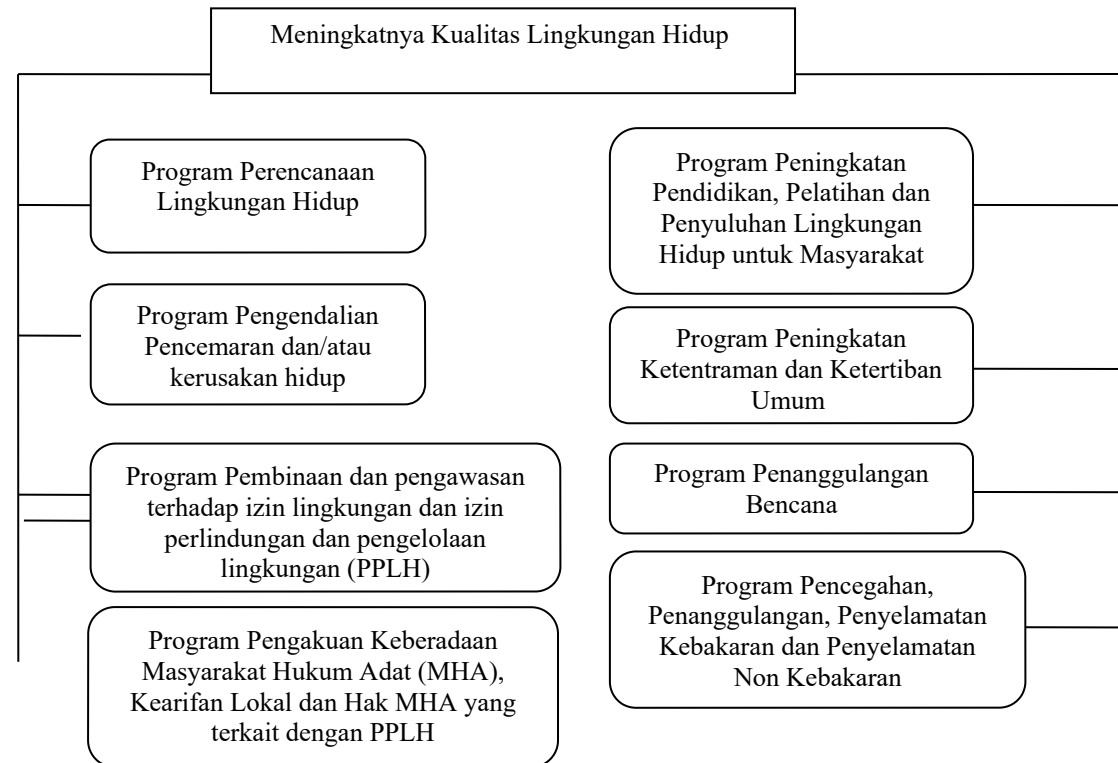 Meningkatnya Kualitas Lingkungan Hidup
Program Perencanaan
Lingkungan Hidup
Program Pengendalian
Pencemaran dan/atau
kerusakan hidup
Program Pembinaan dan pengawasan
terhadap izin lingkungan dan izin
perlindungan dan pengelolaan
lingkungan (PPLH)
Program Pengakuan Keberadaan
Masyarakat Hukum Adat (MHA),
Kearifan Lokal dan Hak MHA yang
terkait dengan PPLH
Program Peningkatan
Pendidikan, Pelatihan dan
Penyuluhan Lingkungan
Hidup untuk Masyarakat
Program Peningkatan
Ketentraman dan Ketertiban
Umum
Program Penanggulangan
Bencana
Program Pencegahan,
Penanggulangan, Penyelamatan
Kebakaran dan Penyelamatan
Non Kebakaran